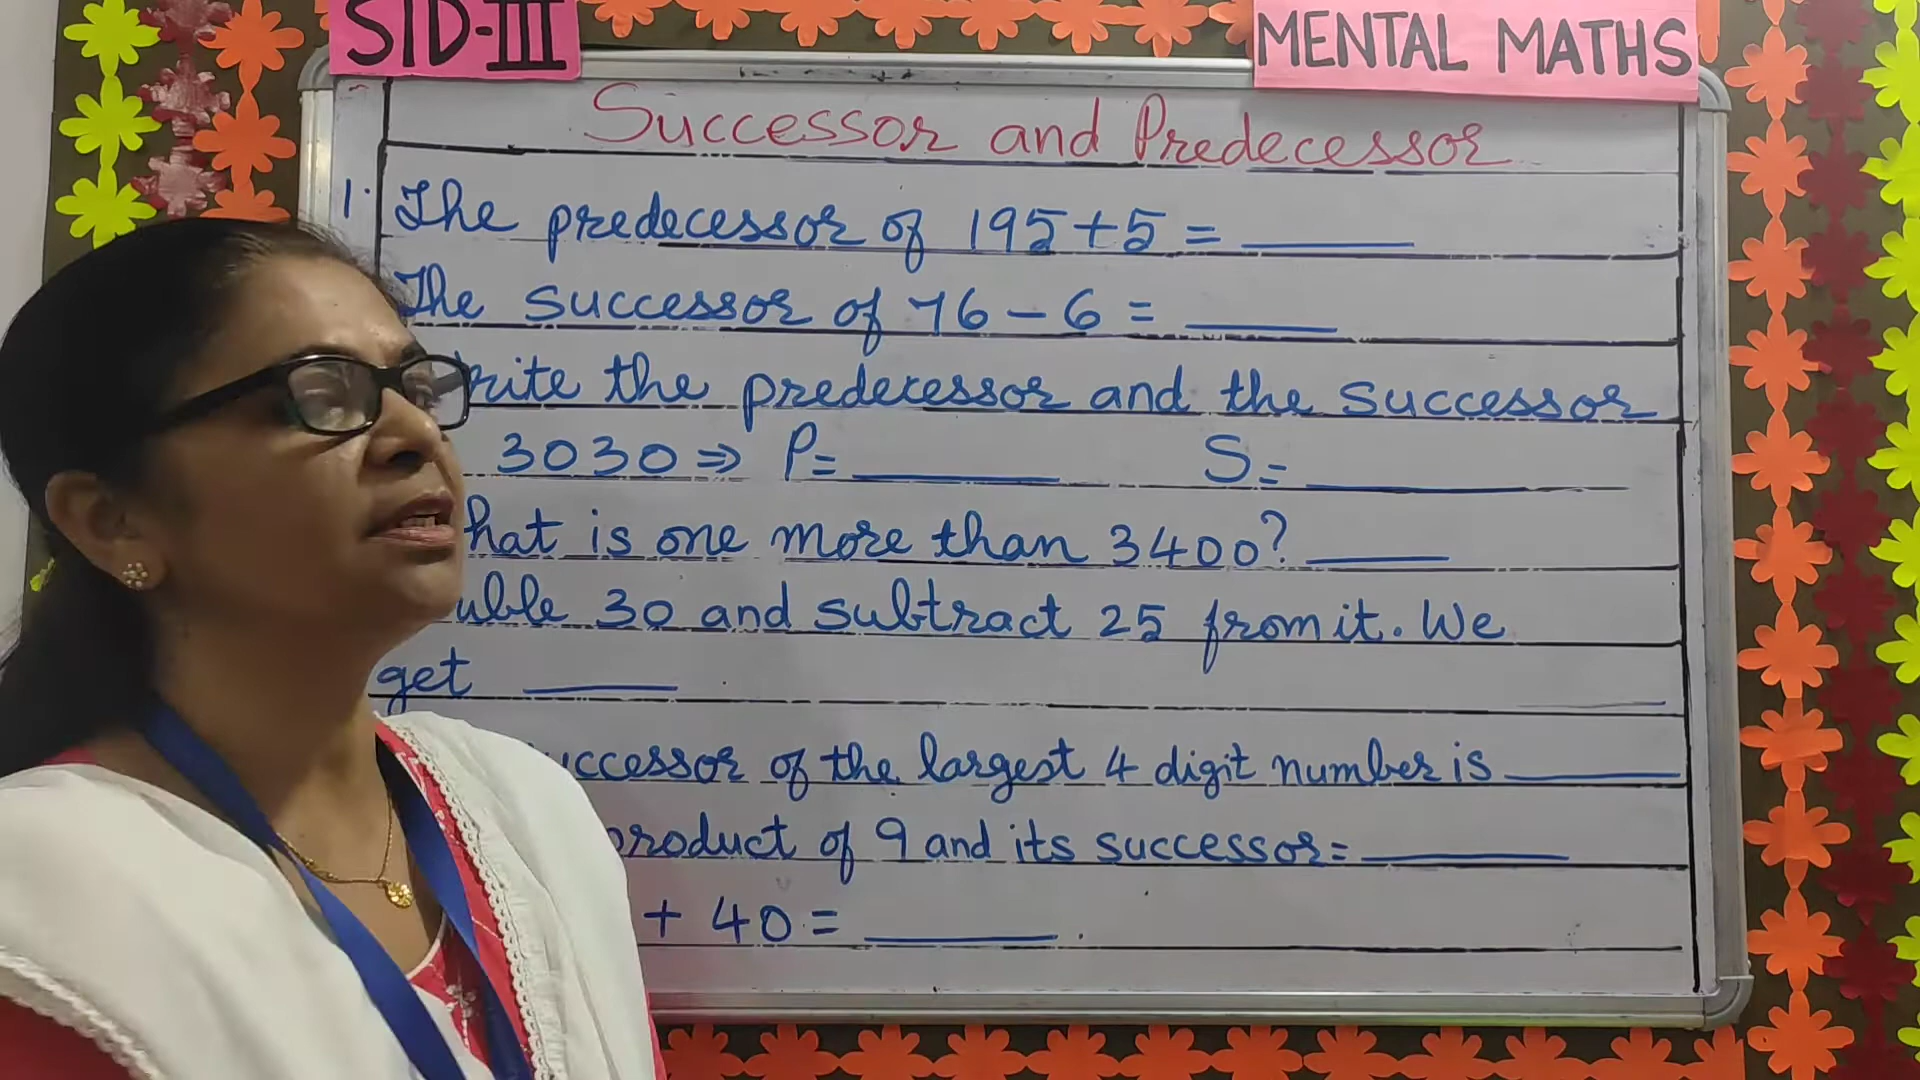 STD-III
MENTAL MATHS
Successor and Predecessor
1. The predecessor of 195+5 = ______
The successor of 76 - 6 = ______
rite the predecessor and the successor
3030 ⇒ P= ______ S= ______
hat is one more than 3400? ______
uble 30 and subtract 25 from it. We
get ______
uccessor of the largest 4 digit number is ______
product of 9 and its successor= ______
+ 40 = ______.